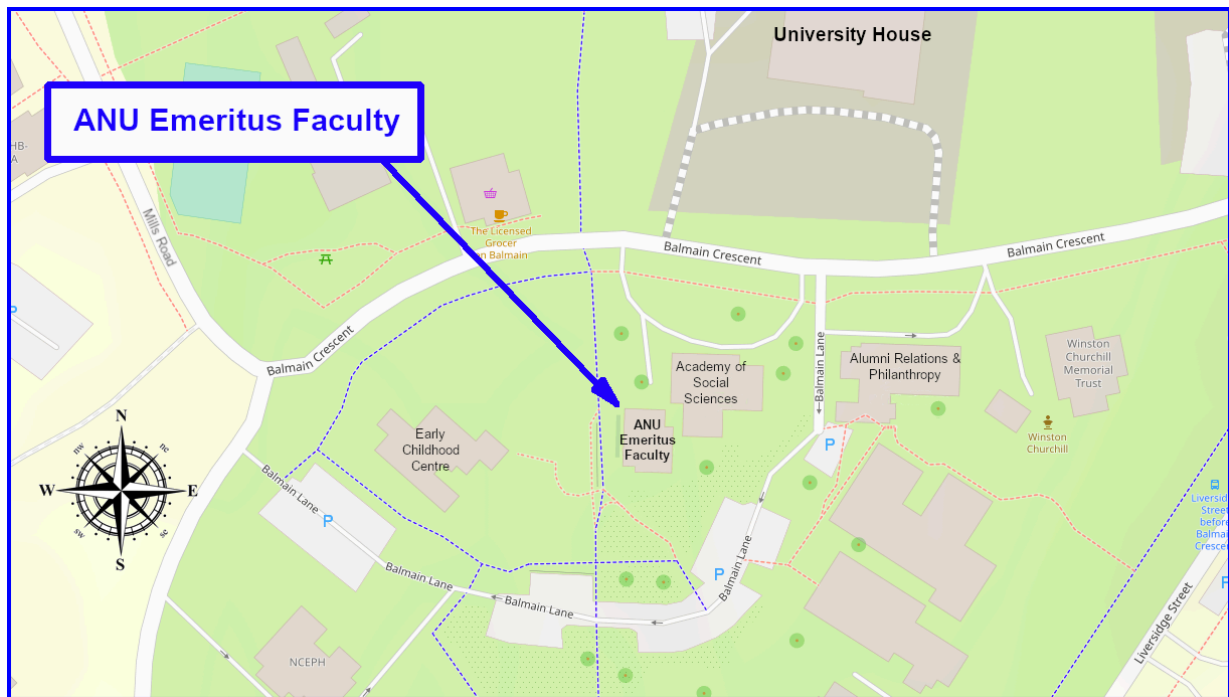 University House
ANU Emeritus Faculty
HB-
A
Mills Road
The Licensed
Grocer
on Balmain
Balmain Crescent
Balmain Crescent
Balmain Crescent
P
Balmain Lane
Academy of
Social
Sciences
Alumni Relations &
Philanthropy
Winston
Churchill
Memorial
Trust
ANU
Emeritus
Faculty
Early
Childhood
Centre
P
Winston
Churchill
N
nw
ne
W
E
sw
se
S
Balmain Lane
P
Liversidge
Street
before
Balmain
Crescent
Balmain Lane
P
Balmain Lane
Balmain Lane
P
Liversidge Street
NCEPH